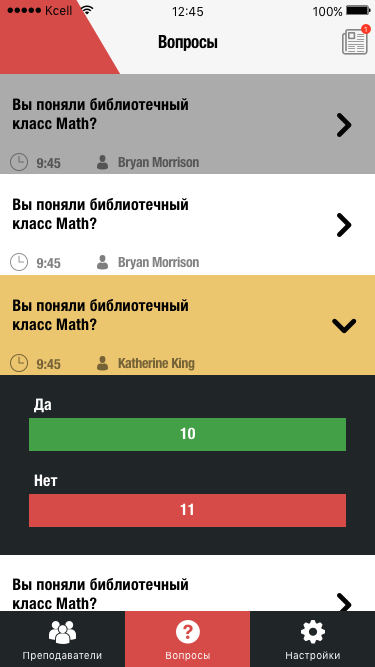 Kcell 12:45 100%
Вопросы
1
Вы поняли библиотечный
класс Math?
9:45 Bryan Morrison
Вы поняли библиотечный
класс Math?
9:45 Bryan Morrison
Вы поняли библиотечный
класс Math?
9:45 Katherine King
Да
10
Нет
11
Вы поняли библиотечный
класс Math?
Преподаватели Вопросы Настройки